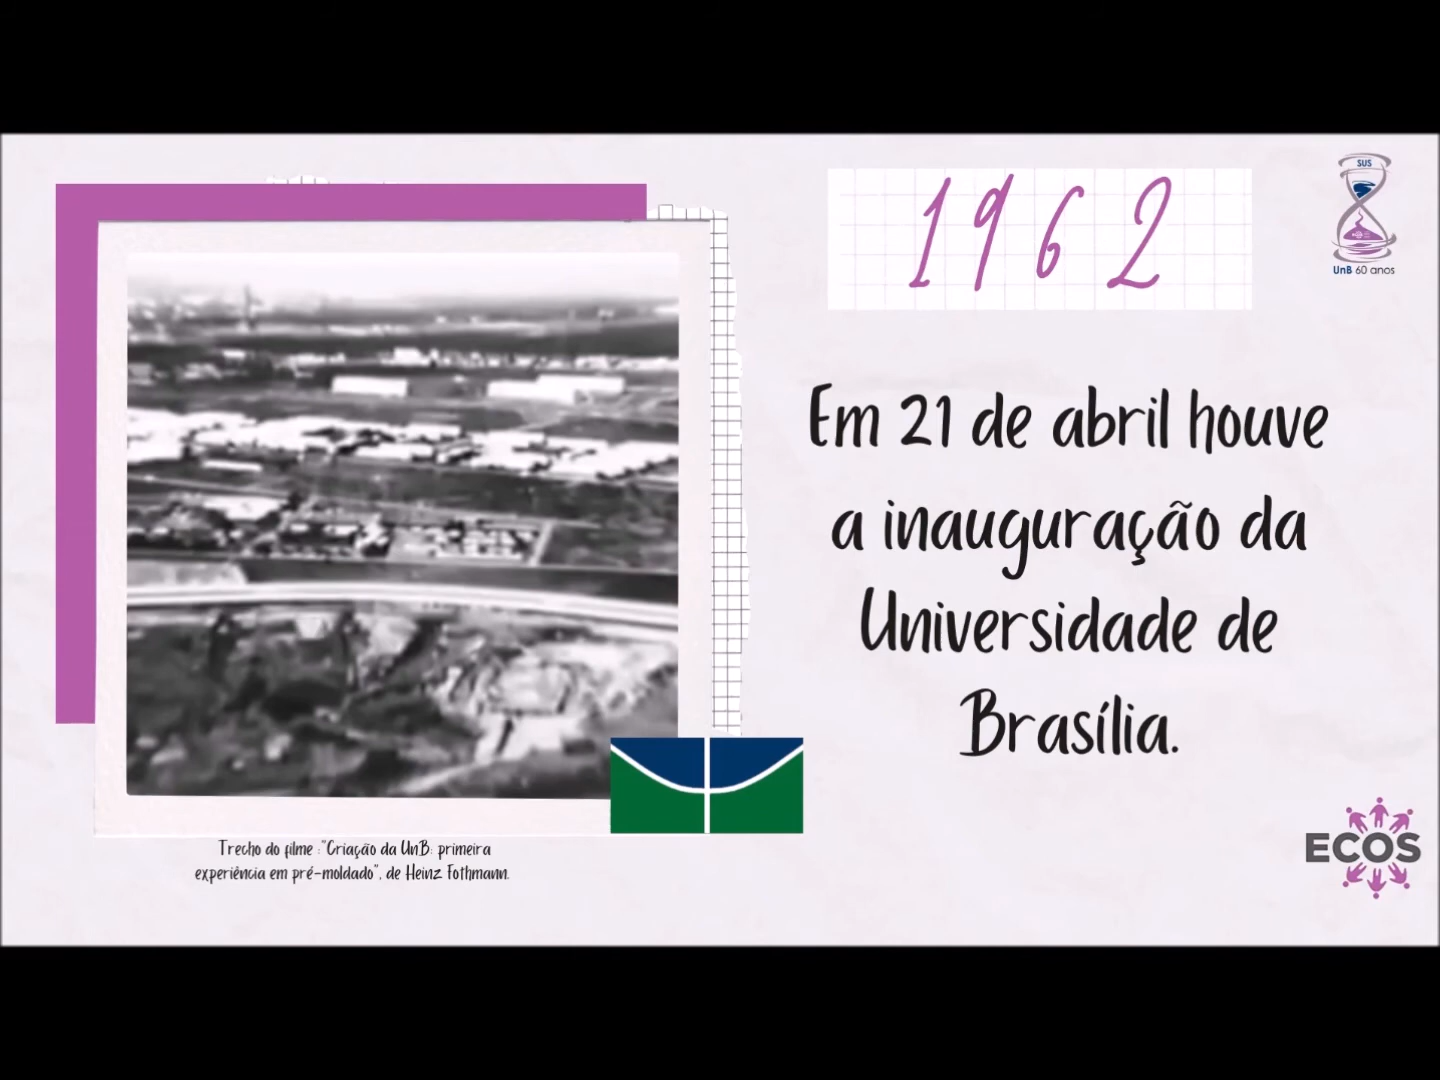 1962
SUS
UnB 60 anos
Em 21 de abril houve
a inauguração da
Universidade de
Brasília.
Trecho do filme :"Criação da UnB: primeira
experiência em pré-moldado", de Heinz Fothmann.
ECOS